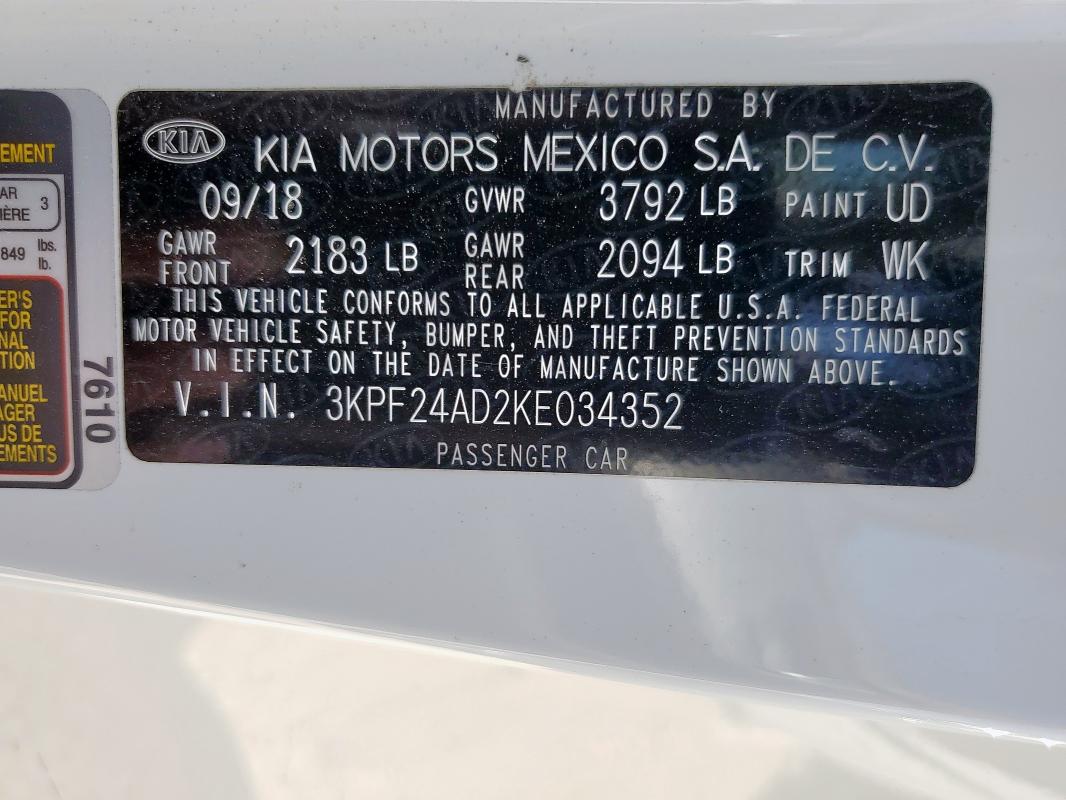 MANUFACTURED BY
KIA
KIA MOTORS MEXICO S.A. DE C.V.
09/18 GVWR 3792 LB PAINT UD
GAWR FRONT 2183 LB GAWR REAR 2094 LB TRIM WK
THIS VEHICLE CONFORMS TO ALL APPLICABLE U.S.A. FEDERAL
MOTOR VEHICLE SAFETY, BUMPER, AND THEFT PREVENTION STANDARDS
IN EFFECT ON THE DATE OF MANUFACTURE SHOWN ABOVE.
V.I.N. 3KPF24AD2KE034352
PASSENGER CAR
EMENT
AR
IÈRE 3
849 lbs.
lb.
ER'S
FOR
NAL
TION
ANUEL
AGER
US DE
EMENTS
7610